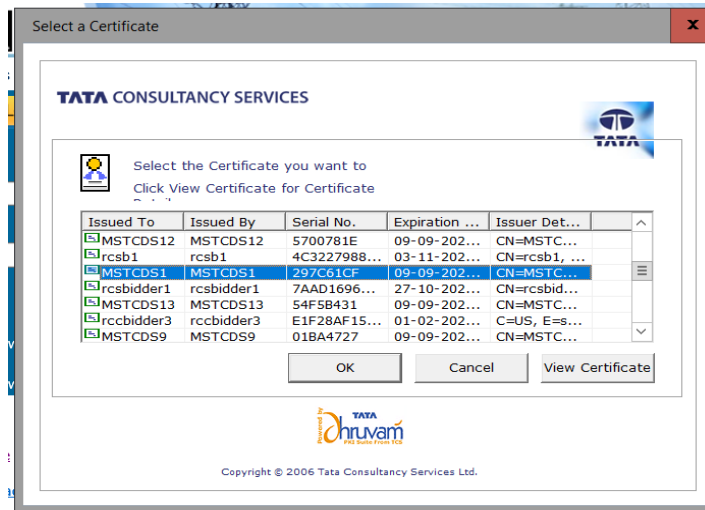 Select a Certificate
x
TATA CONSULTANCY SERVICES
TATA
Select the Certificate you want to
Click View Certificate for Certificate
Issued To Issued By Serial No. Expiration ... Issuer Det...
MSTCDS12 MSTCDS12 5700781E 09-09-202... CN=MSTC...
rcsb1 rcsb1 4C3227988... 03-11-202... CN=rcsb1, ...
MSTCDS1 MSTCDS1 297C61CF 09-09-202... CN=MSTC...
rcsbidder1 rcsbidder1 7AAD1696... 27-10-202... CN=rcsbid...
MSTCDS13 MSTCDS13 54F5B431 09-09-202... CN=MSTC...
rccbidder3 rccbidder3 E1F28AF15... 01-02-202... C=US, E=s...
MSTCDS9 MSTCDS9 01BA4727 09-09-202... CN=MSTC...
OK Cancel View Certificate
Powered by
TATA
Dhruvam
PKI Suite from TCS
Copyright © 2006 Tata Consultancy Services Ltd.